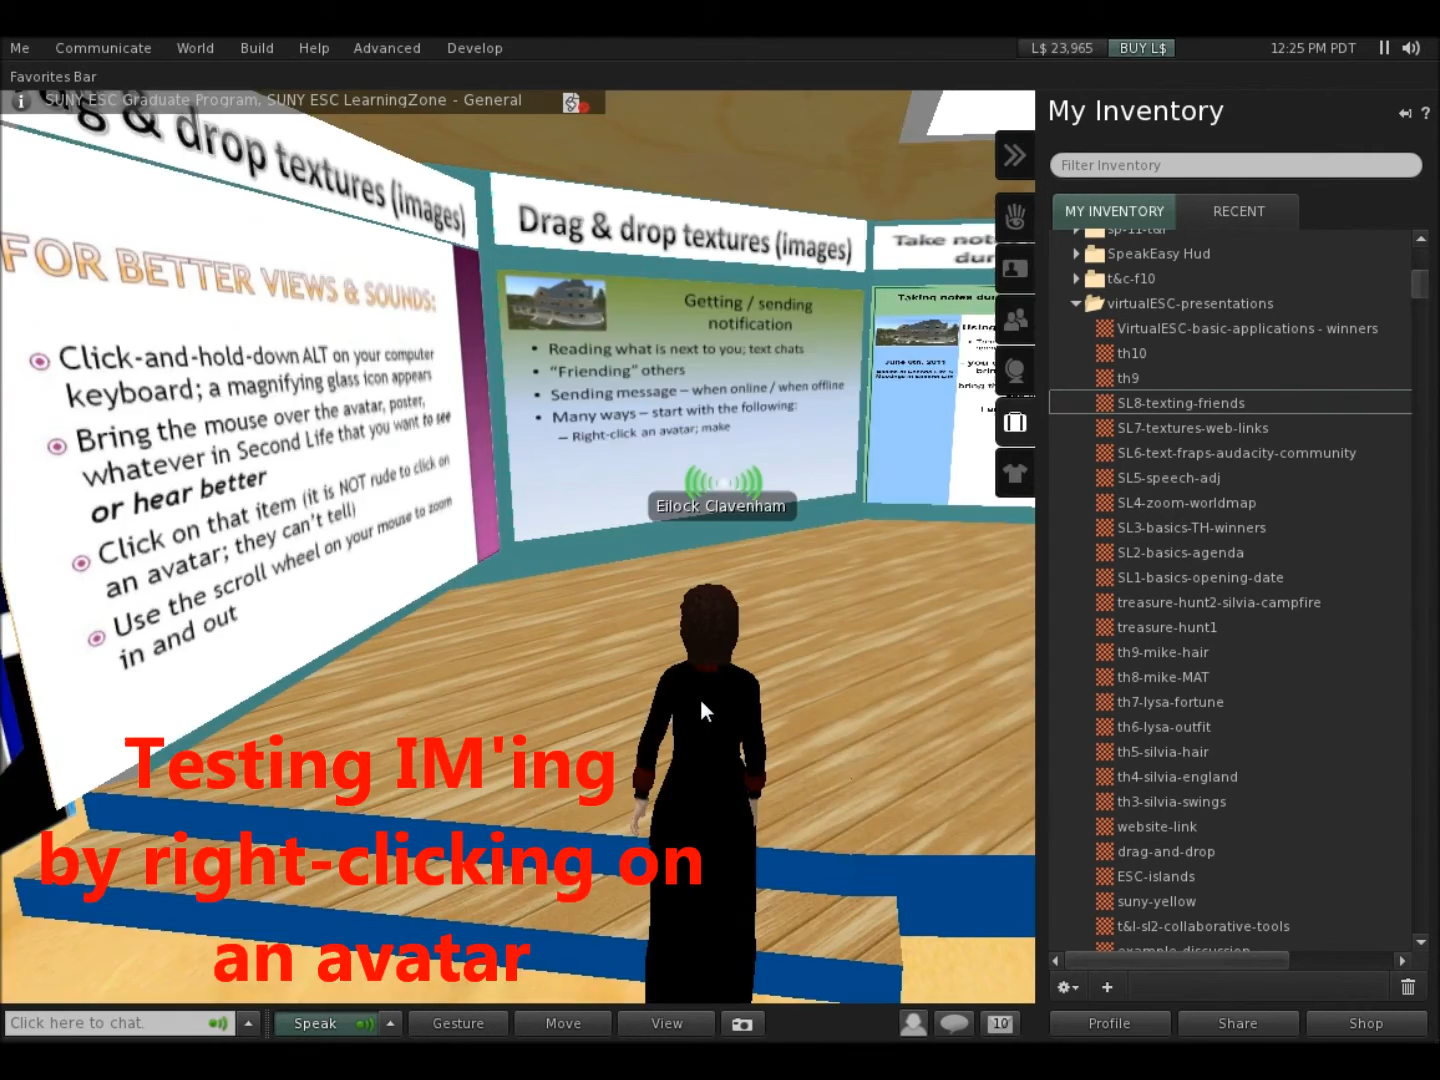 Me Communicate World Build Help Advanced Develop L$ 23,965 BUY L$ 12:25 PM PDT
Favorites Bar
SUNY ESC Graduate Program, SUNY ESC LearningZone - General
& drop textures (images)
FOR BETTER VIEWS & SOUNDS:
Click-and-hold-down ALT on your computer
keyboard; a magnifying glass icon appears
Bring the mouse over the avatar, poster,
whatever in Second Life that you want to see
or hear better
Click on that item (it is NOT rude to click on
an avatar; they can't tell)
Use the scroll wheel on your mouse to zoom
in and out
Drag & drop textures (images)
Getting / sending
notification
• Reading what is next to you; text chats
• "Friending" others
• Sending message – when online / when offline
• Many ways – start with the following:
– Right-click an avatar; make
Take
Taking notes
June
Eilock Clavenham
Testing IM'ing
by right-clicking on
an avatar
My Inventory
?
Filter Inventory
MY INVENTORY RECENT
sp-11-t&l
SpeakEasy Hud
t&c-f10
virtualESC-presentations
VirtualESC-basic-applications - winners
th10
th9
SL8-texting-friends
SL7-textures-web-links
SL6-text-fraps-audacity-community
SL5-speech-adj
SL4-zoom-worldmap
SL3-basics-TH-winners
SL2-basics-agenda
SL1-basics-opening-date
treasure-hunt2-silvia-campfire
treasure-hunt1
th9-mike-hair
th8-mike-MAT
th7-lysa-fortune
th6-lysa-outfit
th5-silvia-hair
th4-silvia-england
th3-silvia-swings
website-link
drag-and-drop
ESC-islands
suny-yellow
t&l-sl2-collaborative-tools
example-discussion
Click here to chat. Speak Gesture Move View 10 Profile Share Shop